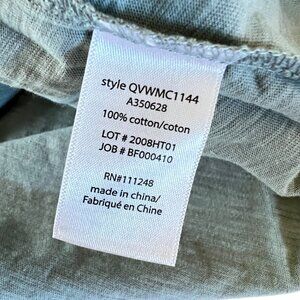 style QVWMC1144
A350628
100% cotton/coton
LOT # 2008HT01
JOB # BF000410
RN#111248
made in china/
Fabriqué en Chine